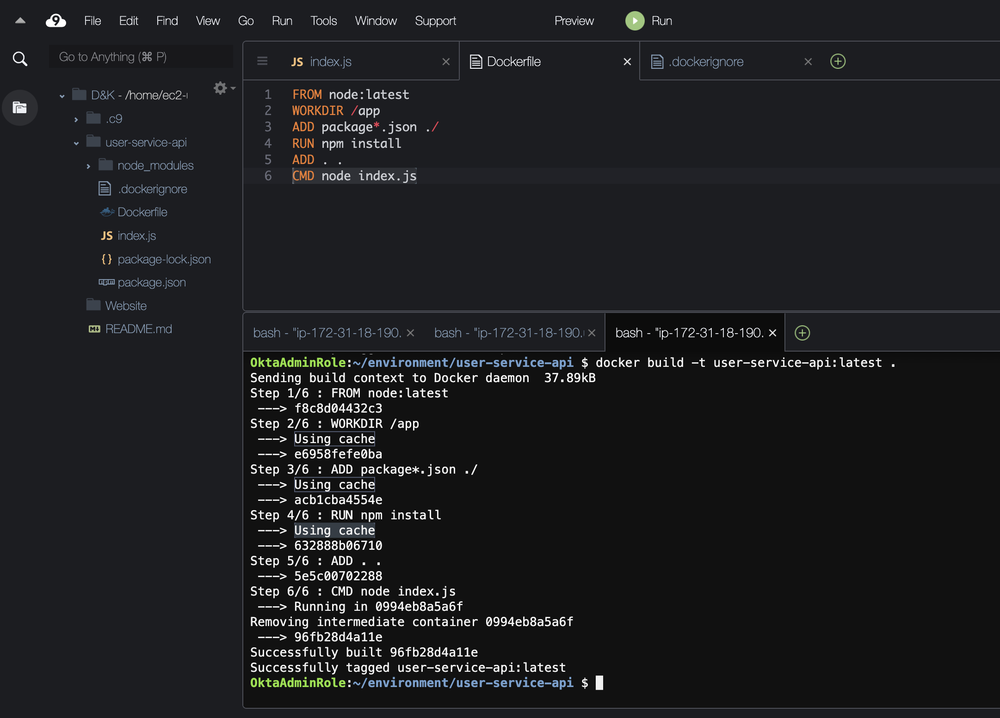 9 File Edit Find View Go Run Tools Window Support Preview Run
Go to Anything (⌘ P)
D&K - /home/ec2-
.c9
user-service-api
node_modules
.dockerignore
Dockerfile
JS index.js
{} package-lock.json
package.json
Website
M↓ README.md
JS index.js × Dockerfile × .dockerignore ×
1 FROM node:latest
2 WORKDIR /app
3 ADD package*.json ./
4 RUN npm install
5 ADD . .
6 CMD node index.js
bash - "ip-172-31-18-190. × bash - "ip-172-31-18-190. × bash - "ip-172-31-18-190. ×
OktaAdminRole:~/environment/user-service-api $ docker build -t user-service-api:latest .
Sending build context to Docker daemon  37.89kB
Step 1/6 : FROM node:latest
 ---> f8c8d04432c3
Step 2/6 : WORKDIR /app
 ---> Using cache
 ---> e6958fefe0ba
Step 3/6 : ADD package*.json ./
 ---> Using cache
 ---> acb1cba4554e
Step 4/6 : RUN npm install
 ---> Using cache
 ---> 632888b06710
Step 5/6 : ADD . .
 ---> 5e5c00702288
Step 6/6 : CMD node index.js
 ---> Running in 0994eb8a5a6f
Removing intermediate container 0994eb8a5a6f
 ---> 96fb28d4a11e
Successfully built 96fb28d4a11e
Successfully tagged user-service-api:latest
OktaAdminRole:~/environment/user-service-api $